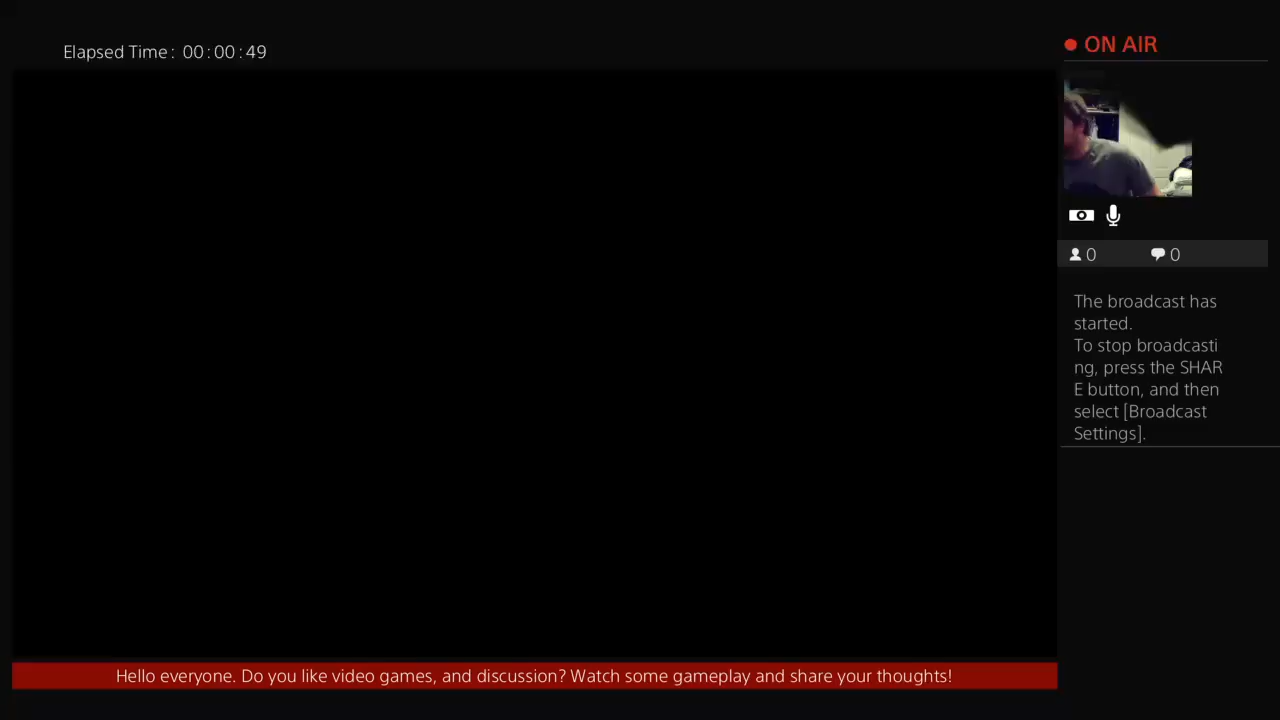 Elapsed Time: 00:00:49
ON AIR
0 0
The broadcast has
started.
To stop broadcasti
ng, press the SHAR
E button, and then
select [Broadcast
Settings].
Hello everyone. Do you like video games, and discussion? Watch some gameplay and share your thoughts!